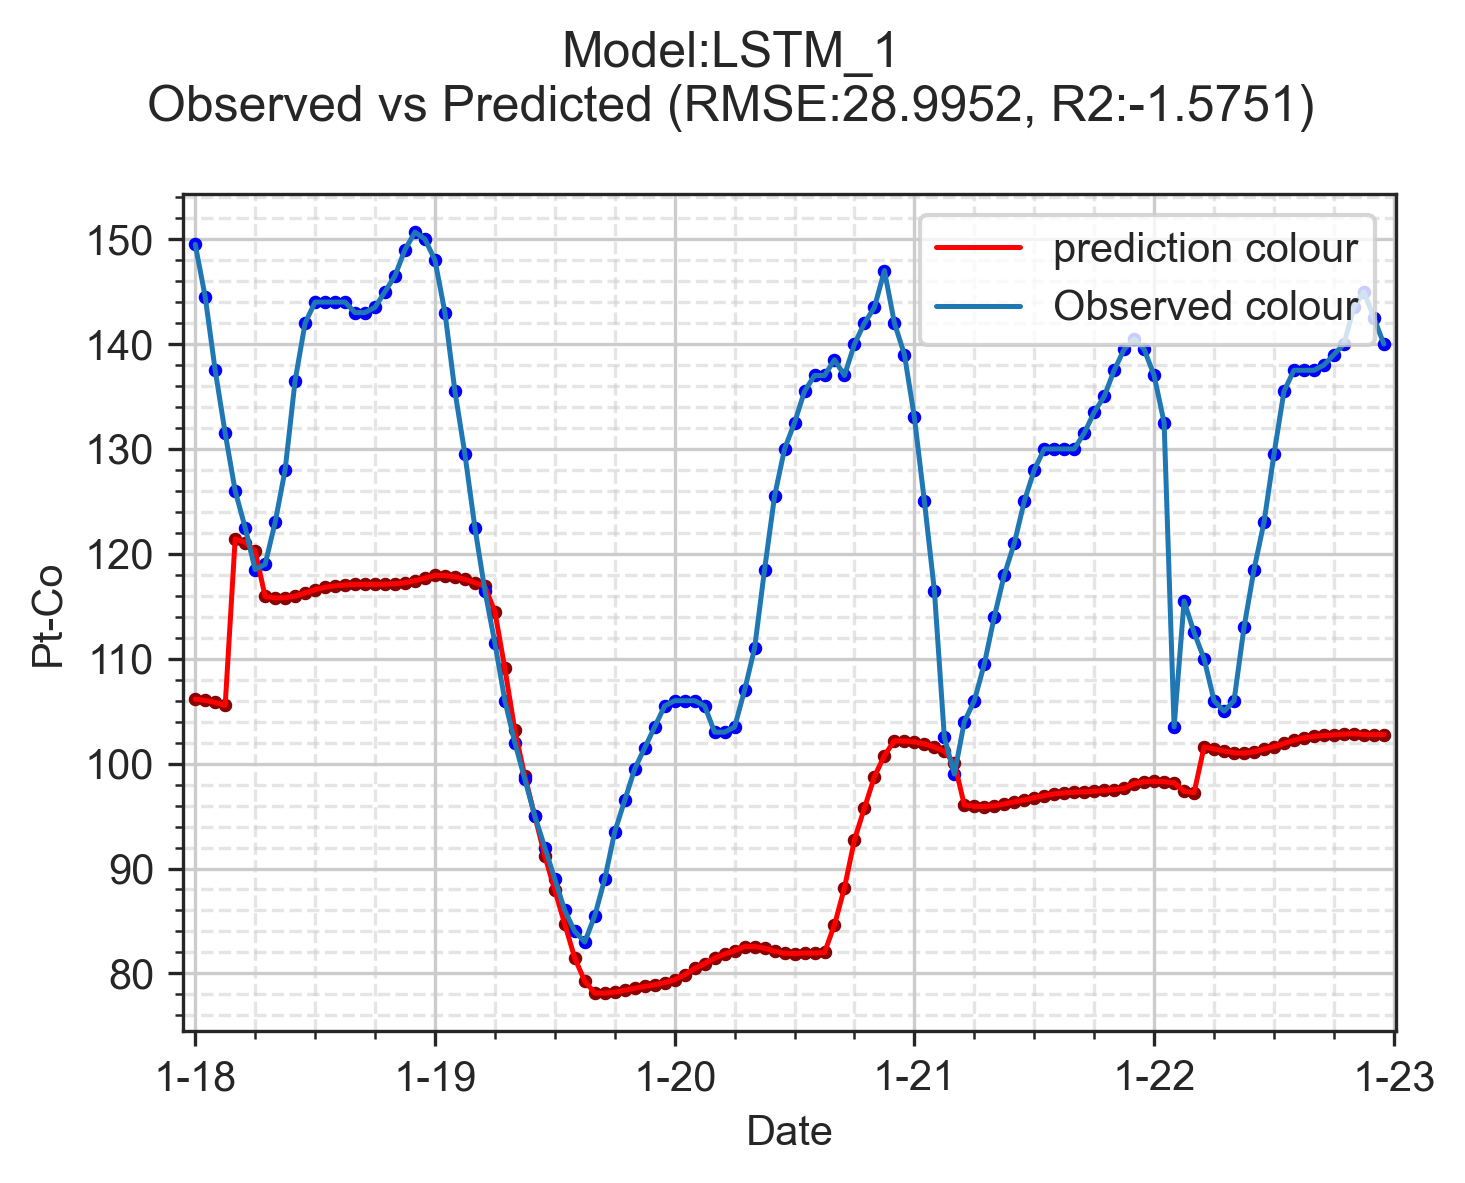 Model:LSTM_1
Observed vs Predicted (RMSE:28.9952, R2:-1.5751)
prediction colour
Observed colour
150
140
130
120
110
100
90
80
Pt-Co
1-18
1-19
1-20
1-21
1-22
1-23
Date